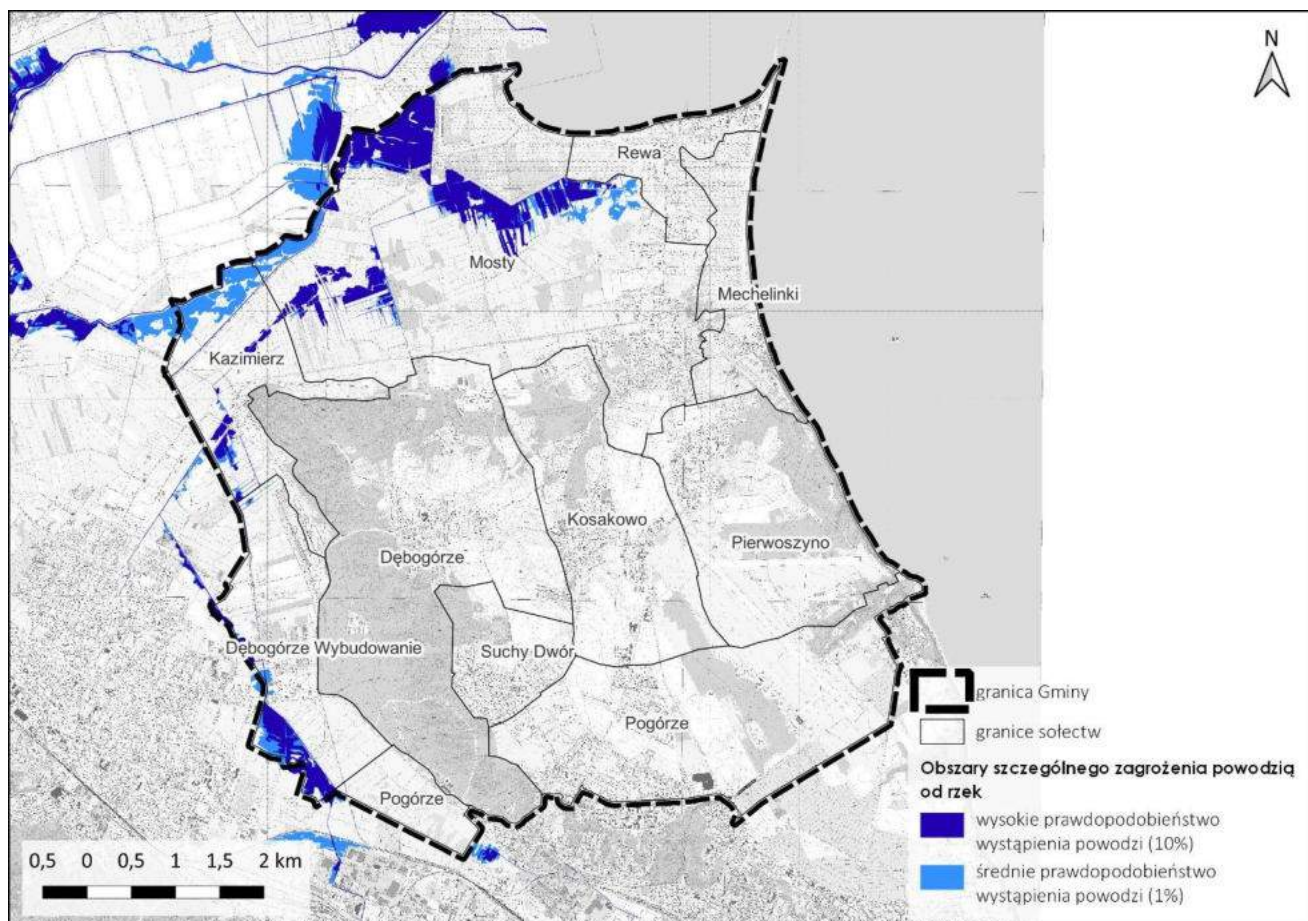 N
Rewa
Mosty
Mechelinki
Kazimierz
Kosakowo
Pierwoszyno
Dębogórze
Dębogórze Wybudowanie
Suchy Dwór
Pogórze
Pogórze
granica Gminy
granice sołectw
Obszary szczególnego zagrożenia powodzią
od rzek
wysokie prawdopodobieństwo
wystąpienia powodzi (10%)
średnie prawdopodobieństwo
wystąpienia powodzi (1%)
0,5 0 0,5 1 1,5 2 km